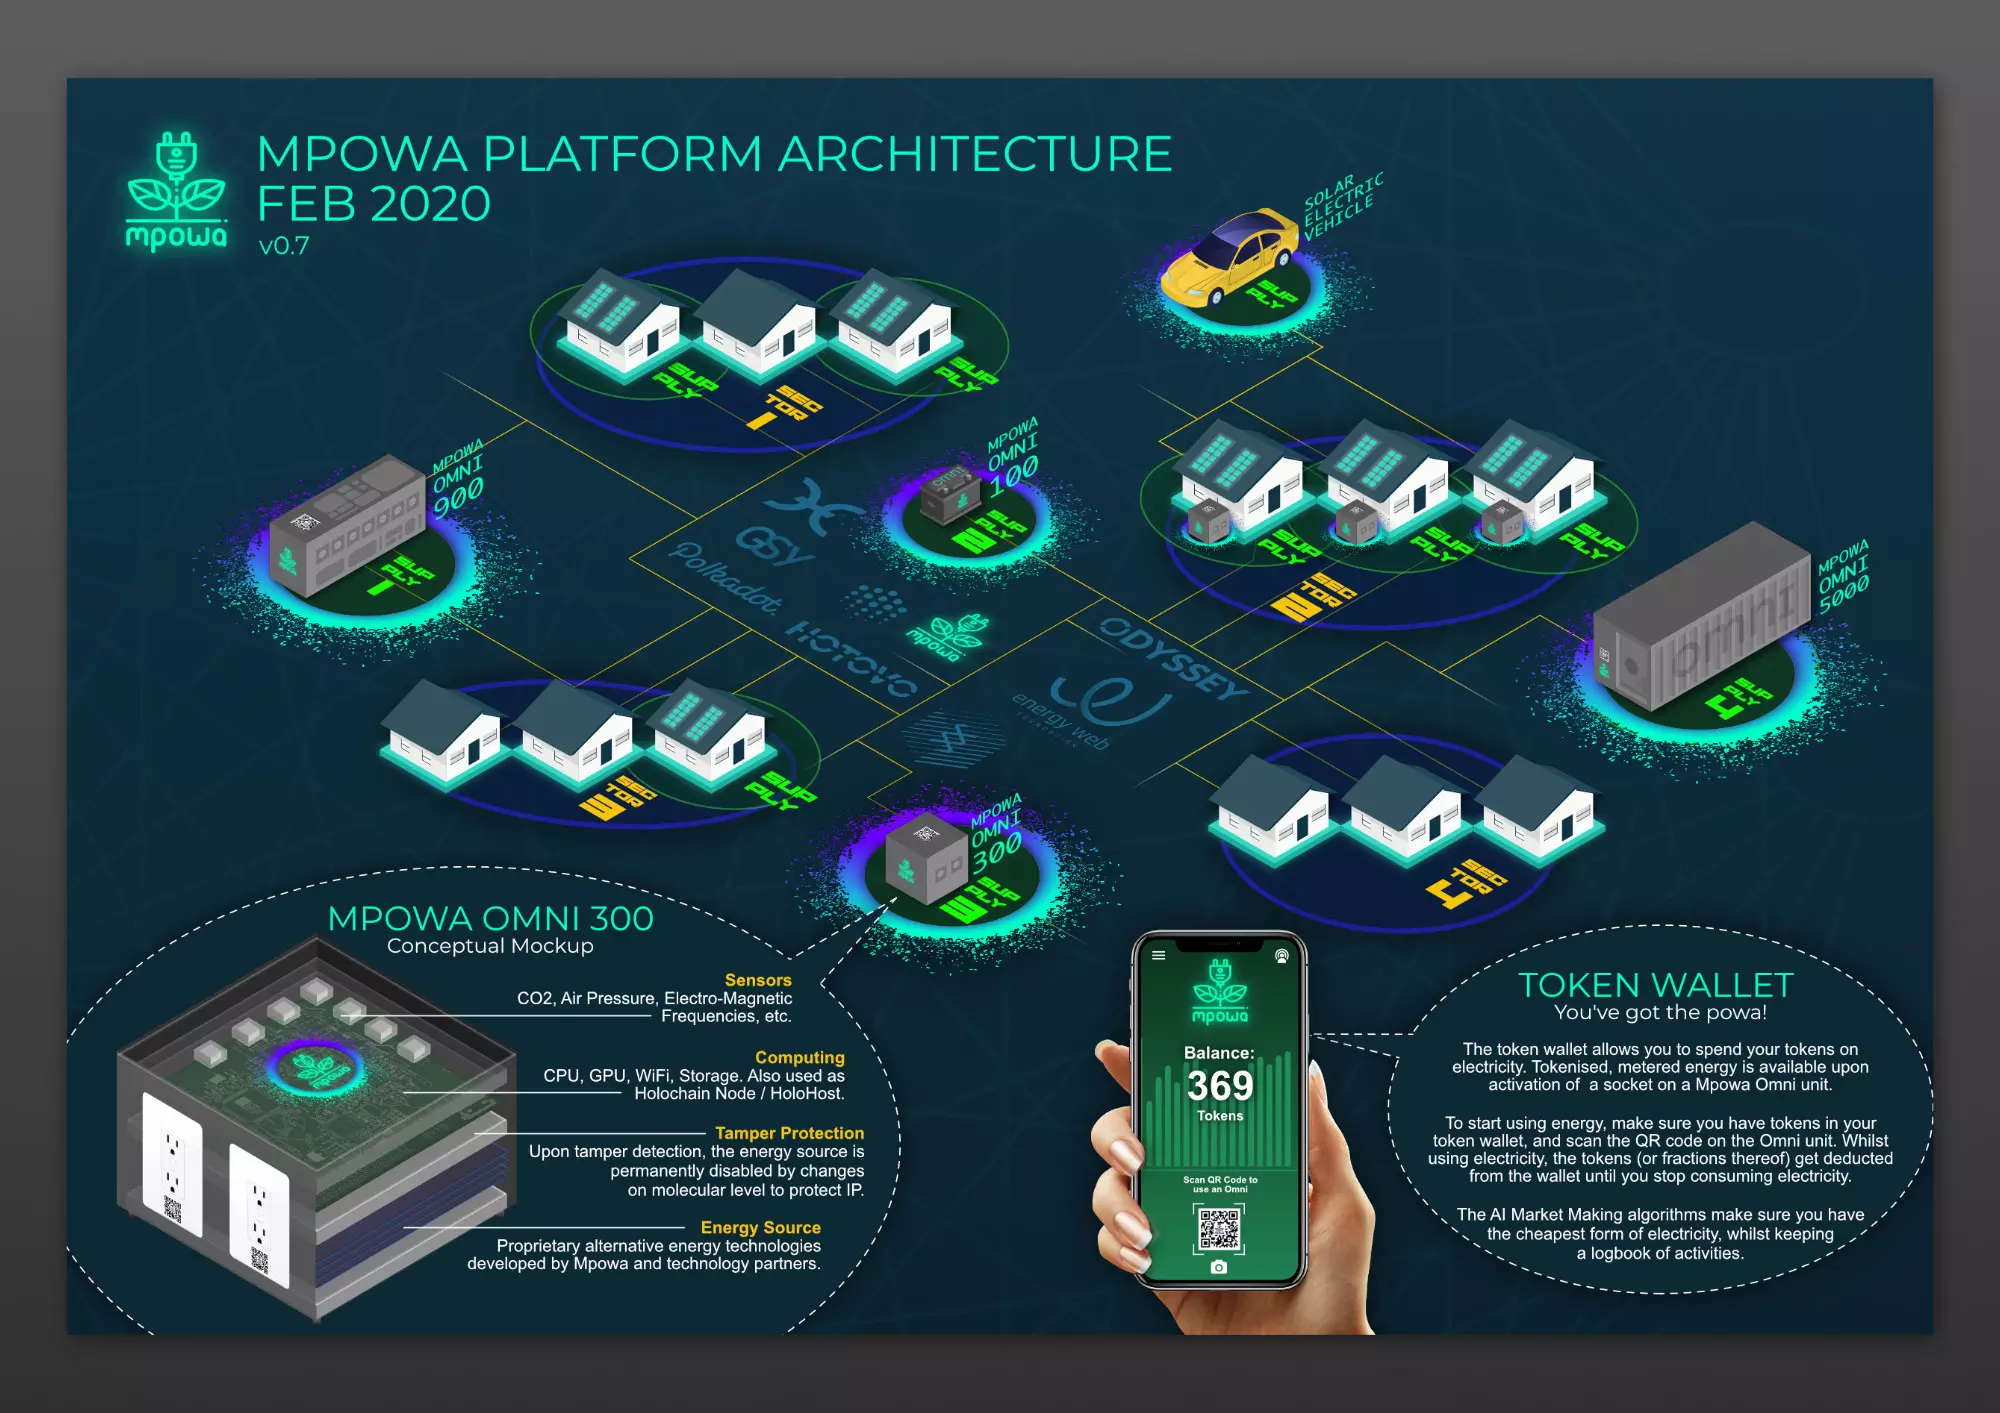 MPOWA PLATFORM ARCHITECTURE
FEB 2020
v0.7
mpowa
SOLAR
ELECTRIC
VEHICLE
SUP
PLY
SUP
PLY
SUP
PLY
SEC
TOR
1
MPOWA
OMNI
900
SUP
PLY
1
MPOWA
OMNI
100
omni
SUP
PLY
2
SUP
PLY
SUP
PLY
SUP
PLY
SEC
TOR
2
MPOWA
OMNI
5000
omni
SUP
PLY
4
GSY
Polkadot.
HOTOVO
mpowa
ODYSSEY
energy web
FOUNDATION
SUP
PLY
SEC
TOR
3
MPOWA
OMNI
300
SUP
PLY
3
SEC
TOR
4
MPOWA OMNI 300
Conceptual Mockup
Sensors
CO2, Air Pressure, Electro-Magnetic
Frequencies, etc.
Computing
CPU, GPU, WiFi, Storage. Also used as
Holochain Node / HoloHost.
Tamper Protection
Upon tamper detection, the energy source is
permanently disabled by changes
on molecular level to protect IP.
Energy Source
Proprietary alternative energy technologies
developed by Mpowa and technology partners.
mpowa
mpowa
Balance:
369
Tokens
Scan QR Code to
use an Omni
TOKEN WALLET
You've got the powa!
The token wallet allows you to spend your tokens on
electricity. Tokenised, metered energy is available upon
activation of a socket on a Mpowa Omni unit.
To start using energy, make sure you have tokens in your
token wallet, and scan the QR code on the Omni unit. Whilst
using electricity, the tokens (or fractions thereof) get deducted
from the wallet until you stop consuming electricity.
The AI Market Making algorithms make sure you have
the cheapest form of electricity, whilst keeping
a logbook of activities.